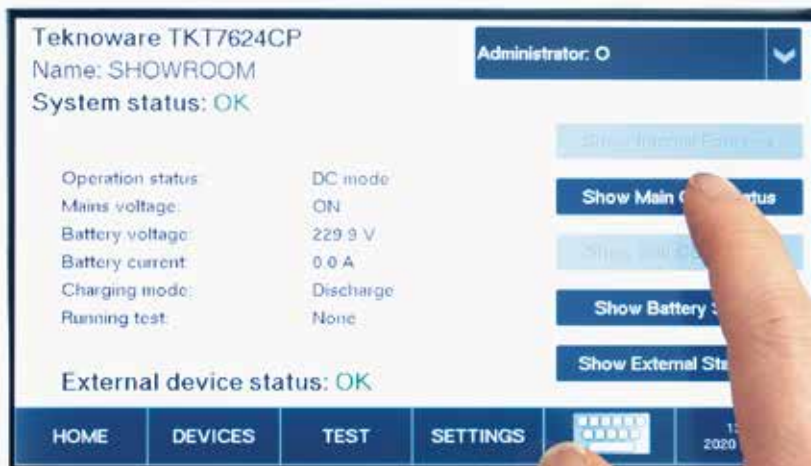 Teknoware TKT7624CP
Administrator: O
Name: SHOWROOM
System status: OK
Operation status: DC mode
Mains voltage: ON
Battery voltage: 229.9 V
Battery current: 0.0 A
Charging mode: Discharge
Running test: None
Show Internal
Show Main
Show Battery
Show External
External device status: OK
HOME DEVICES TEST SETTINGS
2020